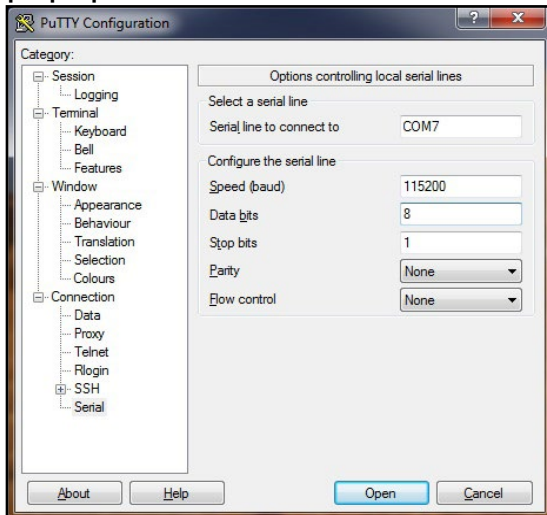 PuTTY Configuration
?
X
Category:
Session
Logging
Terminal
Keyboard
Bell
Features
Window
Appearance
Behaviour
Translation
Selection
Colours
Connection
Data
Proxy
Telnet
Rlogin
SSH
Serial
Options controlling local serial lines
Select a serial line
Serial line to connect to COM7
Configure the serial line
Speed (baud) 115200
Data bits 8
Stop bits 1
Parity None
Flow control None
About Help Open Cancel